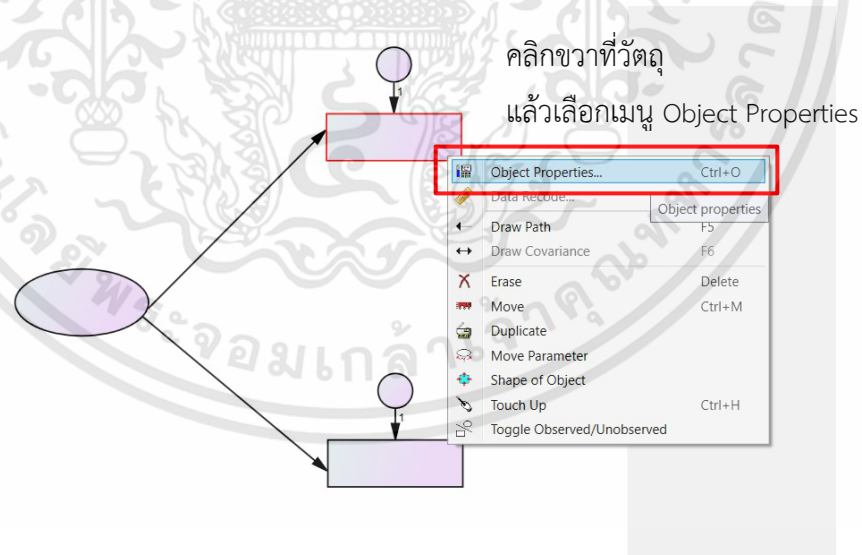 คลิกขวาที่วัตถุ
แล้วเลือกเมนู Object Properties
1
Object Properties... Ctrl+O
Data Recode...
Object properties
Draw Path F5
Draw Covariance F6
Erase Delete
Move Ctrl+M
Duplicate
Move Parameter
Shape of Object
Touch Up Ctrl+H
Toggle Observed/Unobserved
1